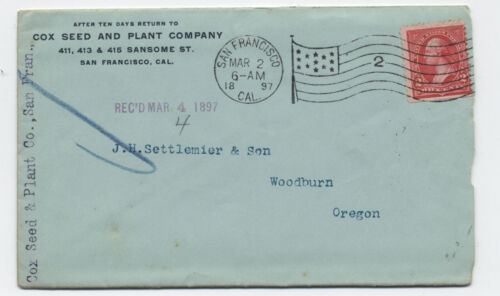 AFTER TEN DAYS RETURN TO
COX SEED AND PLANT COMPANY
411, 413 & 415 SANSOME ST.
SAN FRANCISCO, CAL.
SAN FRANCISCO
MAR 2
6-AM
18 97
CAL.
2
REC'D MAR. 4 1897
4
J.H.Settlemier & Son
Woodburn
Oregon
Cox Seed & Plant Co., San Fran.,